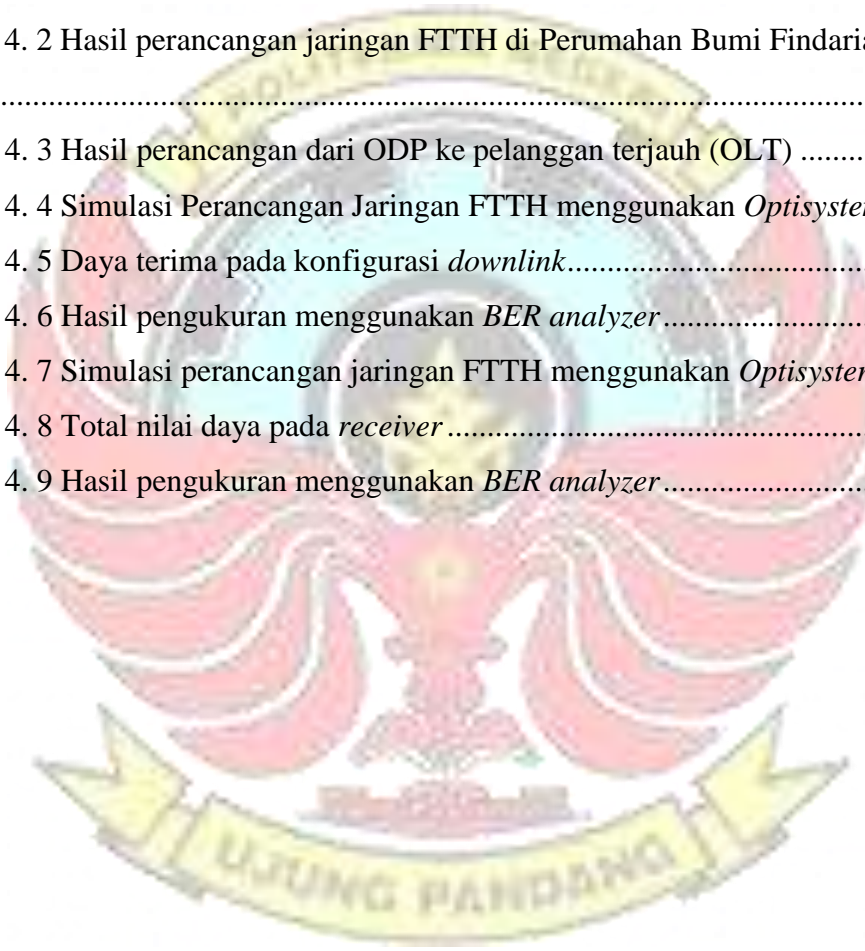 4. 2 Hasil perancangan jaringan FTTH di Perumahan Bumi Findaria
................................................................................................
4. 3 Hasil perancangan dari ODP ke pelanggan terjauh (OLT) ........
4. 4 Simulasi Perancangan Jaringan FTTH menggunakan Optisystem
4. 5 Daya terima pada konfigurasi downlink...................................
4. 6 Hasil pengukuran menggunakan BER analyzer........................
4. 7 Simulasi perancangan jaringan FTTH menggunakan Optisystem
4. 8 Total nilai daya pada receiver.................................................
4. 9 Hasil pengukuran menggunakan BER analyzer........................
UJUNG PANDANG